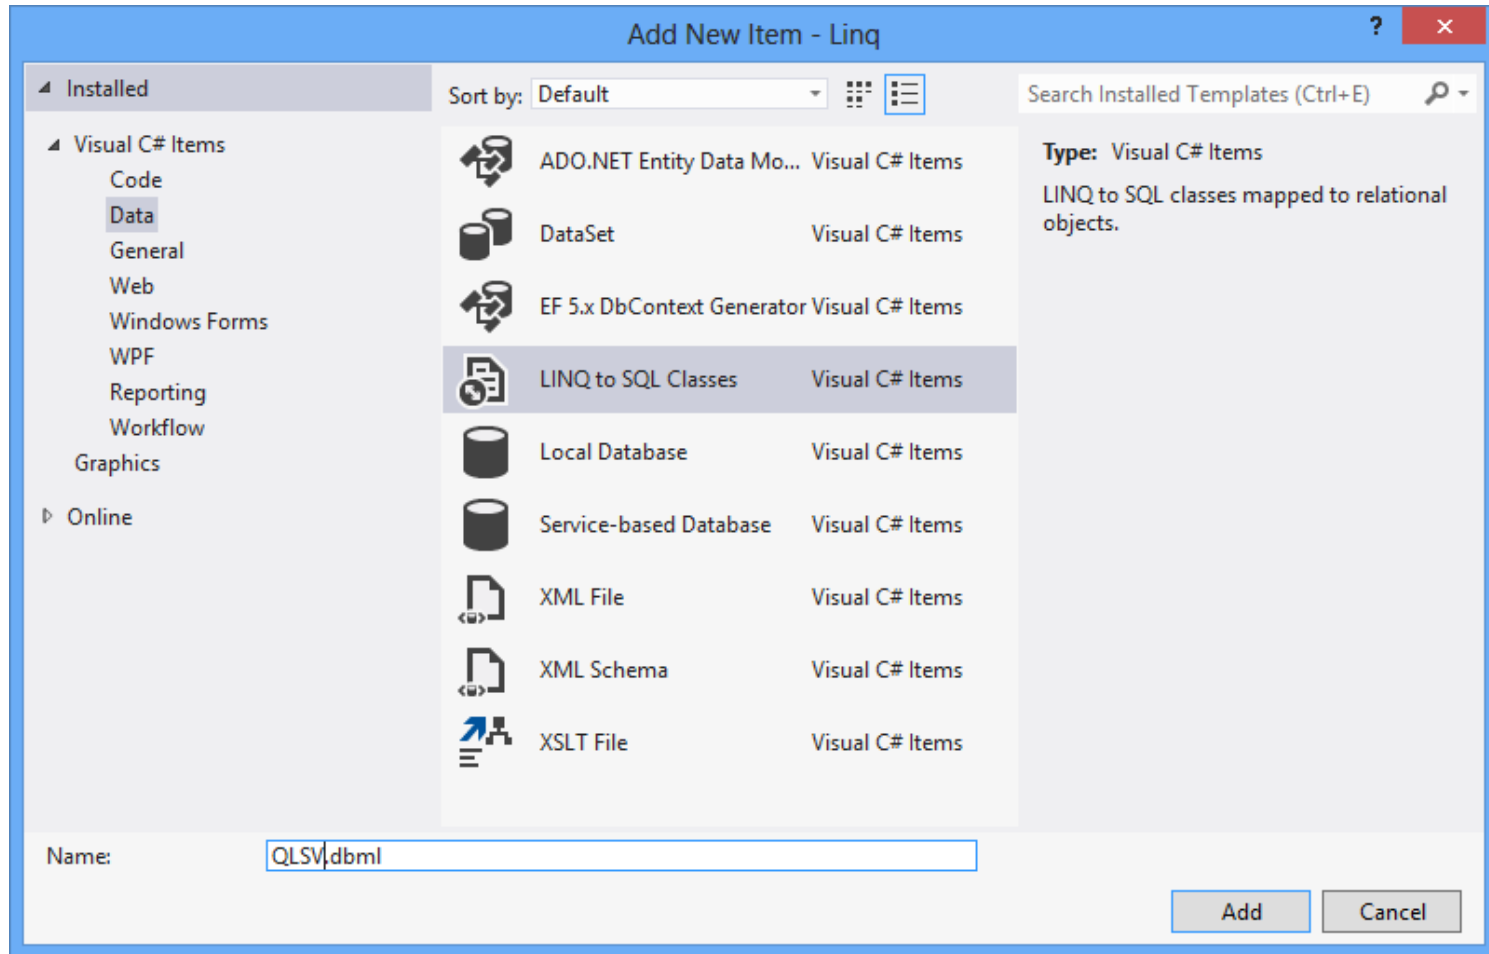 Add New Item - Linq
?
Installed
Visual C# Items
Code
Data
General
Web
Windows Forms
WPF
Reporting
Workflow
Graphics
Online
Sort by: Default
ADO.NET Entity Data Mo... Visual C# Items
DataSet Visual C# Items
EF 5.x DbContext Generator Visual C# Items
LINQ to SQL Classes Visual C# Items
Local Database Visual C# Items
Service-based Database Visual C# Items
XML File Visual C# Items
XML Schema Visual C# Items
XSLT File Visual C# Items
Search Installed Templates (Ctrl+E)
Type: Visual C# Items
LINQ to SQL classes mapped to relational
objects.
Name: QLSV.dbml
Add Cancel